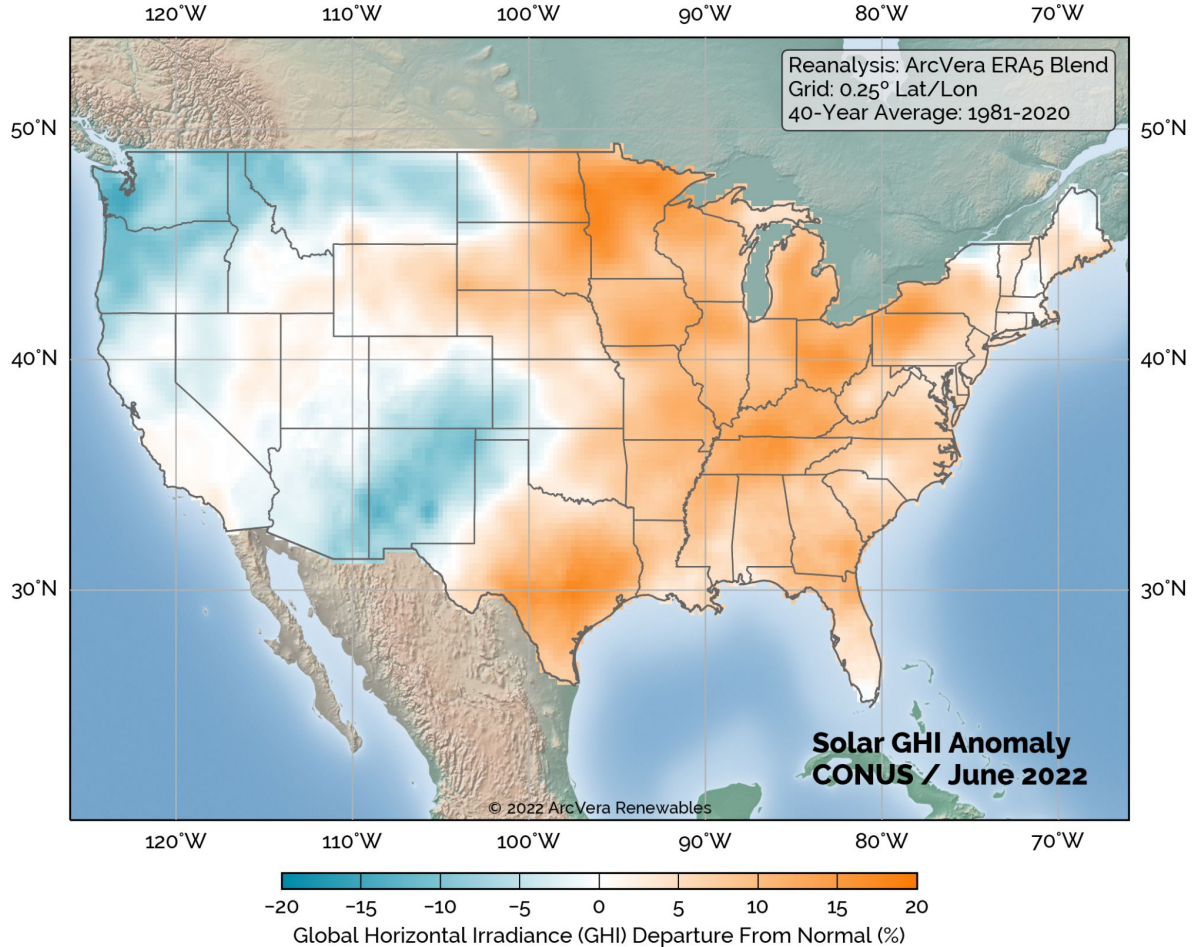 120°W 110°W 100°W 90°W 80°W 70°W
Reanalysis: ArcVera ERA5 Blend
Grid: 0.25º Lat/Lon
40-Year Average: 1981-2020
50°N 50°N
40°N 40°N
30°N 30°N
Solar GHI Anomaly
CONUS / June 2022
© 2022 ArcVera Renewables
120°W 110°W 100°W 90°W 80°W 70°W
−20 −15 −10 −5 0 5 10 15 20
Global Horizontal Irradiance (GHI) Departure From Normal (%)